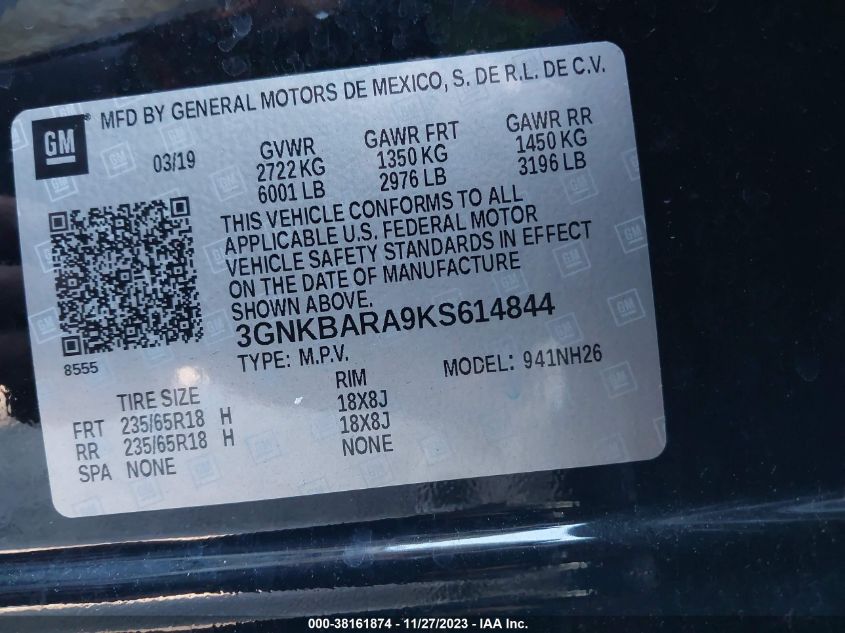 MFD BY GENERAL MOTORS DE MEXICO, S. DE R.L. DE C.V.
GM ®
03/19
GVWR GAWR FRT GAWR RR
2722 KG 1350 KG 1450 KG
6001 LB 2976 LB 3196 LB
THIS VEHICLE CONFORMS TO ALL
APPLICABLE U.S. FEDERAL MOTOR
VEHICLE SAFETY STANDARDS IN EFFECT
ON THE DATE OF MANUFACTURE
SHOWN ABOVE.
3GNKBARA9KS614844
8555
TYPE: M.P.V. MODEL: 941NH26
TIRE SIZE RIM
FRT 235/65R18 H 18X8J
RR 235/65R18 H 18X8J
SPA NONE NONE
000-38161874 - 11/27/2023 - IAA Inc.